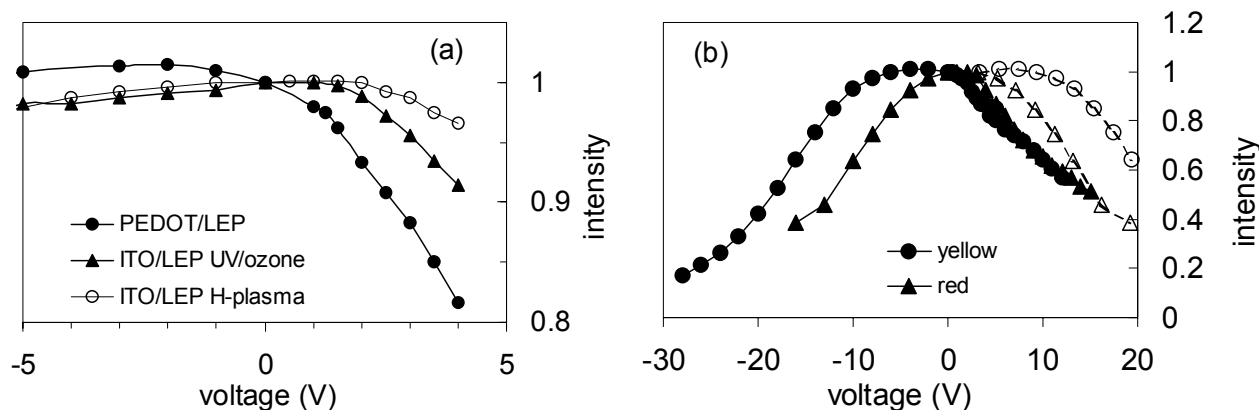 (a)
1
0.9
0.8
intensity
PEDOT/LEP
ITO/LEP UV/ozone
ITO/LEP H-plasma
-5
0
5
voltage (V)
(b)
1.2
1
0.8
0.6
0.4
0.2
0
intensity
yellow
red
-30
-20
-10
0
10
20
voltage (V)